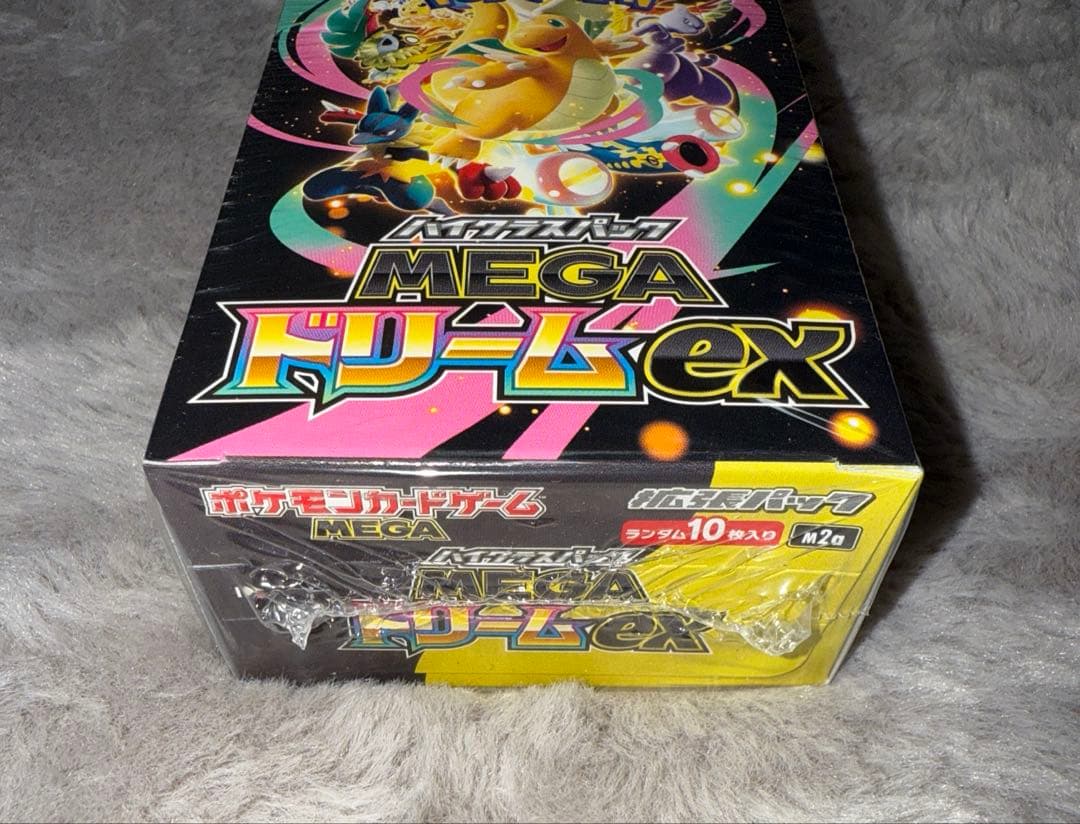 ハイクラスパック
MEGA
ドリームex
ポケモンカードゲーム
MEGA
拡張パック
ランダム10枚入り
M2a
ハイクラスパック
MEGA
ドリームex